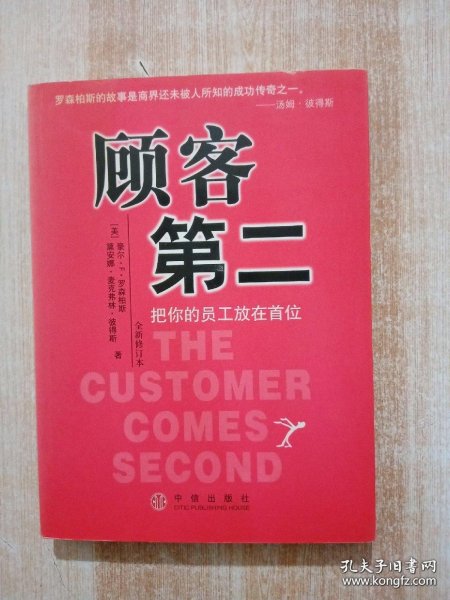 罗森柏斯的故事是商界还未被人所知的成功传奇之一。
——汤姆·彼得斯
顾客
第二
把你的员工放在首位
[美]
豪尔·F·罗森柏斯
黛安娜·麦克弗林·彼得斯
著
全新修订本
THE
CUSTOMER
COMES
SECOND
中信出版社
CITIC PUBLISHING HOUSE
孔夫子旧书网
www.kongfz.com